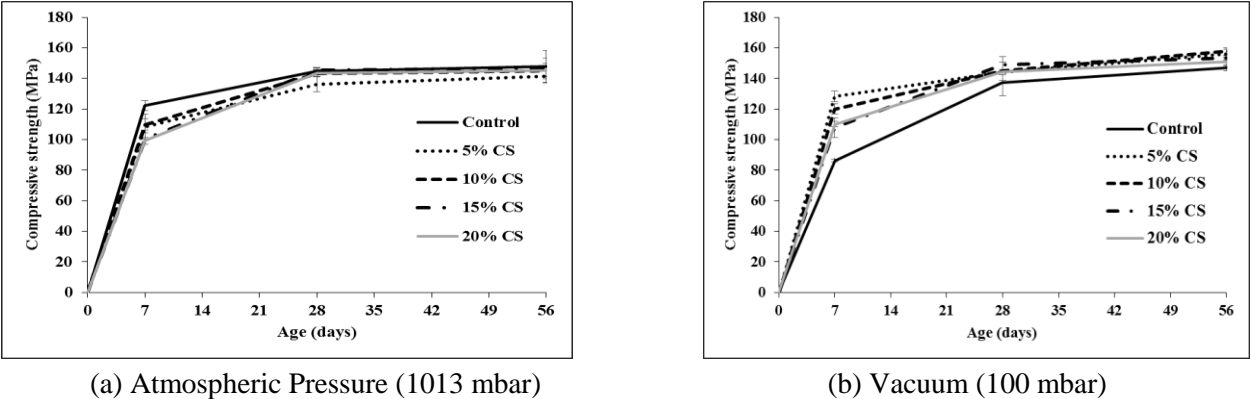 180
160
140
120
100
80
60
40
20
0
Compressive strength (MPa)
Control
5% CS
10% CS
15% CS
20% CS
0 7 14 21 28 35 42 49 56
Age (days)
(a) Atmospheric Pressure (1013 mbar)
180
160
140
120
100
80
60
40
20
0
Compressive strength (MPa)
Control
5% CS
10% CS
15% CS
20% CS
0 7 14 21 28 35 42 49 56
Age (days)
(b) Vacuum (100 mbar)